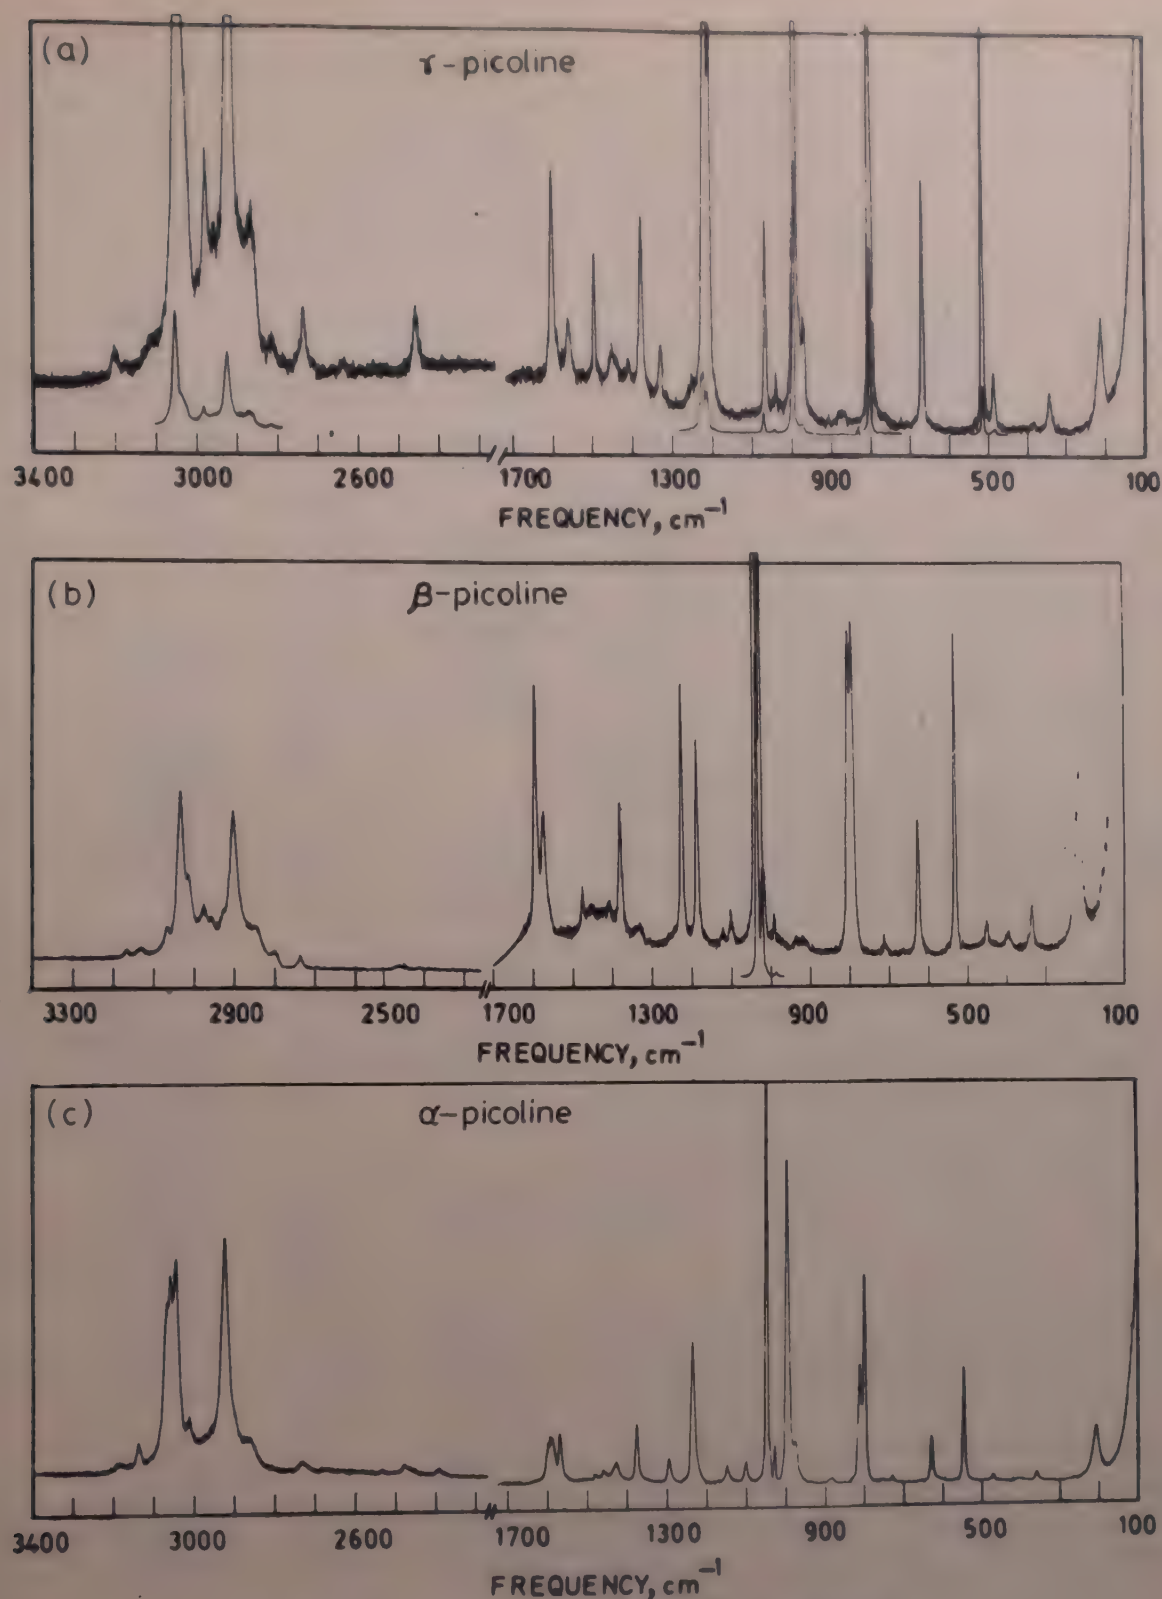 (a)
γ-picoline
3400 3000 2600 1700 1300 900 500 100
FREQUENCY, cm⁻¹
(b)
β-picoline
3300 2900 2500 1700 1300 900 500 100
FREQUENCY, cm⁻¹
(c)
α-picoline
3400 3000 2600 1700 1300 900 500 100
FREQUENCY, cm⁻¹